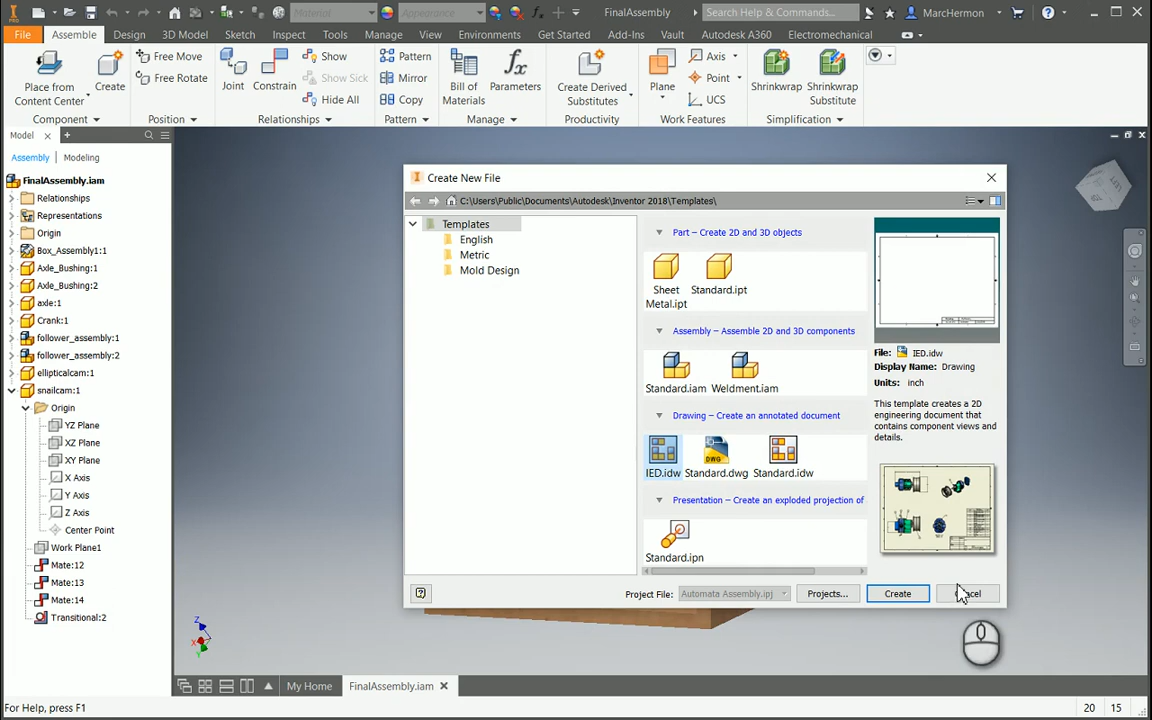 PRO
Material
Appearance
FinalAssembly
Search Help & Commands...
MarcHermon
File
Assemble
Design
3D Model
Sketch
Inspect
Tools
Manage
View
Environments
Get Started
Add-Ins
Vault
Autodesk A360
Electromechanical
Place from
Content Center
Create
Component
Free Move
Free Rotate
Position
Joint
Constrain
Show
Show Sick
Hide All
Relationships
Pattern
Mirror
Copy
Pattern
Bill of
Materials
Parameters
Manage
Create Derived
Substitutes
Productivity
Plane
Axis
Point
UCS
Work Features
Shrinkwrap
Shrinkwrap
Substitute
Simplification
Model
Assembly
Modeling
FinalAssembly.iam
Relationships
Representations
Origin
Box_Assembly1:1
Axle_Bushing:1
Axle_Bushing:2
axle:1
Crank:1
follower_assembly:1
follower_assembly:2
ellipticalcam:1
snailcam:1
Origin
YZ Plane
XZ Plane
XY Plane
X Axis
Y Axis
Z Axis
Center Point
Work Plane1
Mate:12
Mate:13
Mate:14
Transitional:2
Create New File
C:\Users\Public\Documents\Autodesk\Inventor 2018\Templates\
Templates
English
Metric
Mold Design
Part – Create 2D and 3D objects
Sheet
Metal.ipt
Standard.ipt
Assembly – Assemble 2D and 3D components
Standard.iam
Weldment.iam
Drawing – Create an annotated document
DWG
IED.idw
Standard.dwg
Standard.idw
Presentation – Create an exploded projection of
Standard.ipn
File: IED.idw
Display Name: Drawing
Units: inch
This template creates a 2D
engineering document that
contains component views and
details.
Project File:
Automata Assembly.ipj
Projects...
Create
Z
X
Y
My Home
FinalAssembly.iam
For Help, press F1
20
15